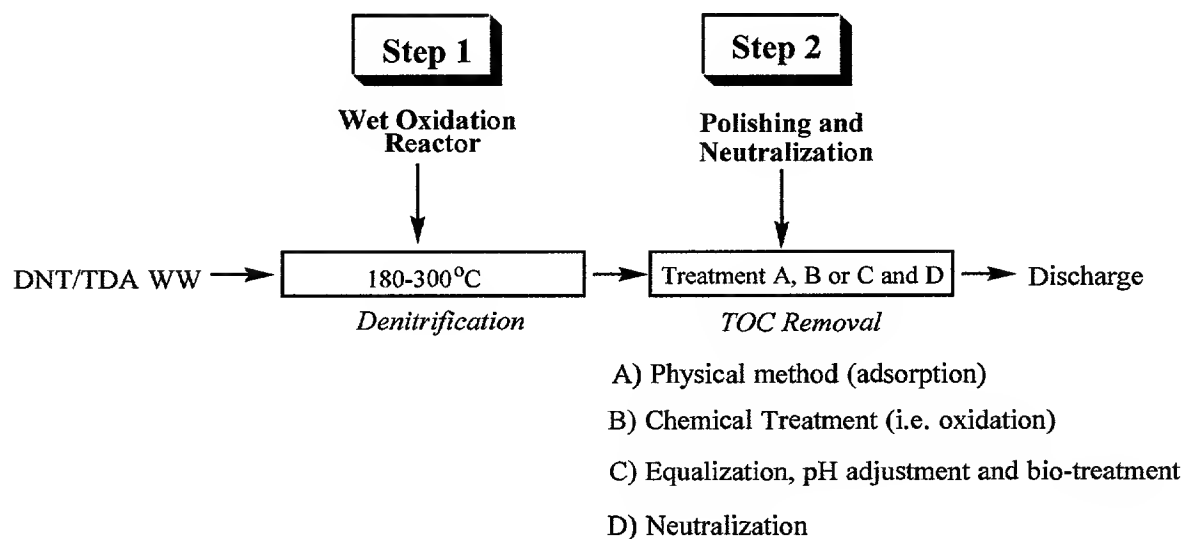 Step 1
Step 2
Wet Oxidation
Reactor
Polishing and
Neutralization
DNT/TDA WW
180-300°C
Treatment A, B or C and D
Discharge
Denitrification
TOC Removal
A) Physical method (adsorption)
B) Chemical Treatment (i.e. oxidation)
C) Equalization, pH adjustment and bio-treatment
D) Neutralization